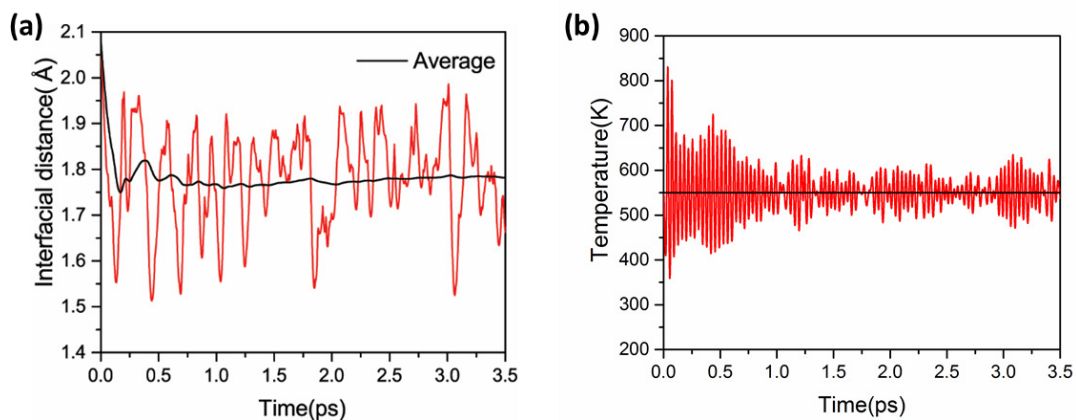 (a)
2.1
2.0
1.9
1.8
1.7
1.6
1.5
1.4
Interfacial distance( Å)
Average
0.0 0.5 1.0 1.5 2.0 2.5 3.0 3.5
Time(ps)
(b)
900
800
700
600
500
400
300
200
Temperature(K)
0.0 0.5 1.0 1.5 2.0 2.5 3.0 3.5
Time(ps)